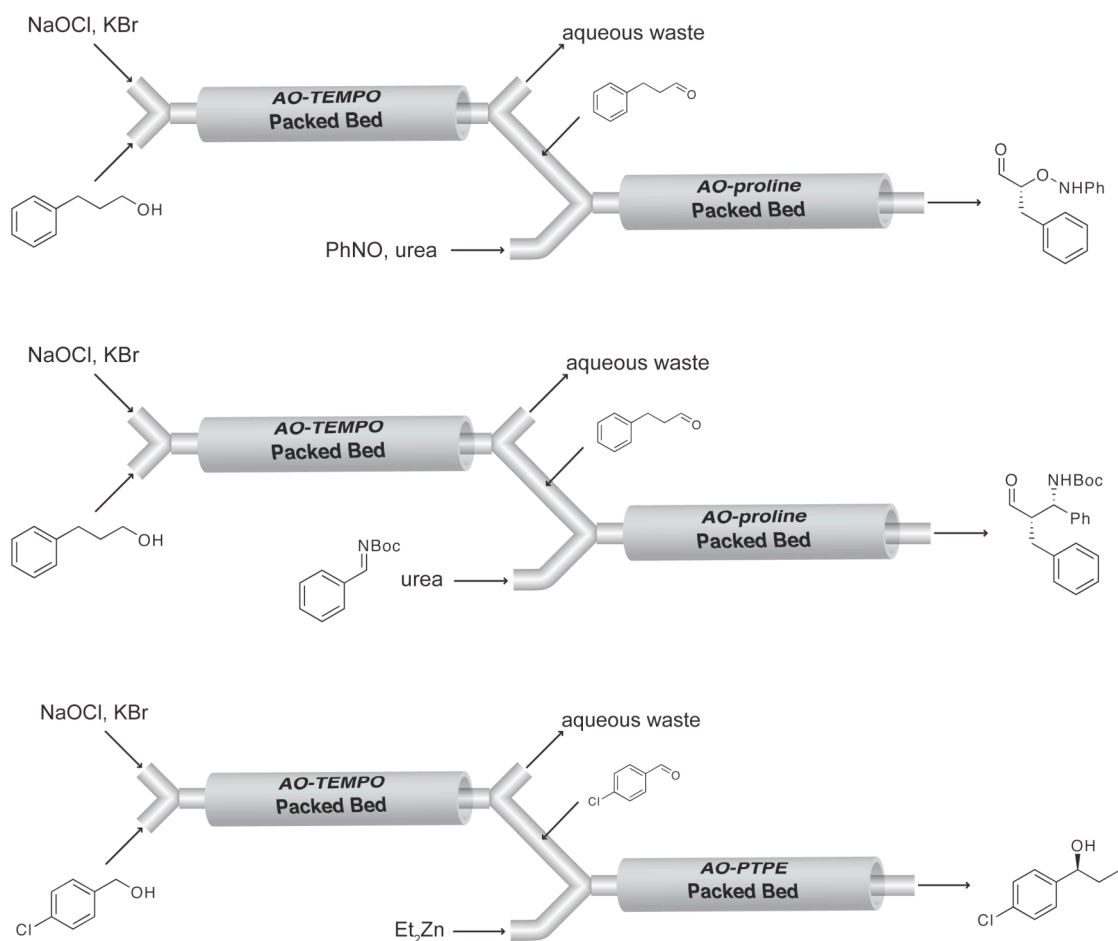 NaOCl, KBr
aqueous waste
AO-TEMPO
Packed Bed
O
OH
AO-proline
Packed Bed
O
O
NHPh
PhNO, urea
NaOCl, KBr
aqueous waste
AO-TEMPO
Packed Bed
O
OH
AO-proline
Packed Bed
O
NHBoc
Ph
NBoc
urea
NaOCl, KBr
aqueous waste
AO-TEMPO
Packed Bed
O
Cl
OH
Cl
AO-PTPE
Packed Bed
OH
Cl
Et₂Zn